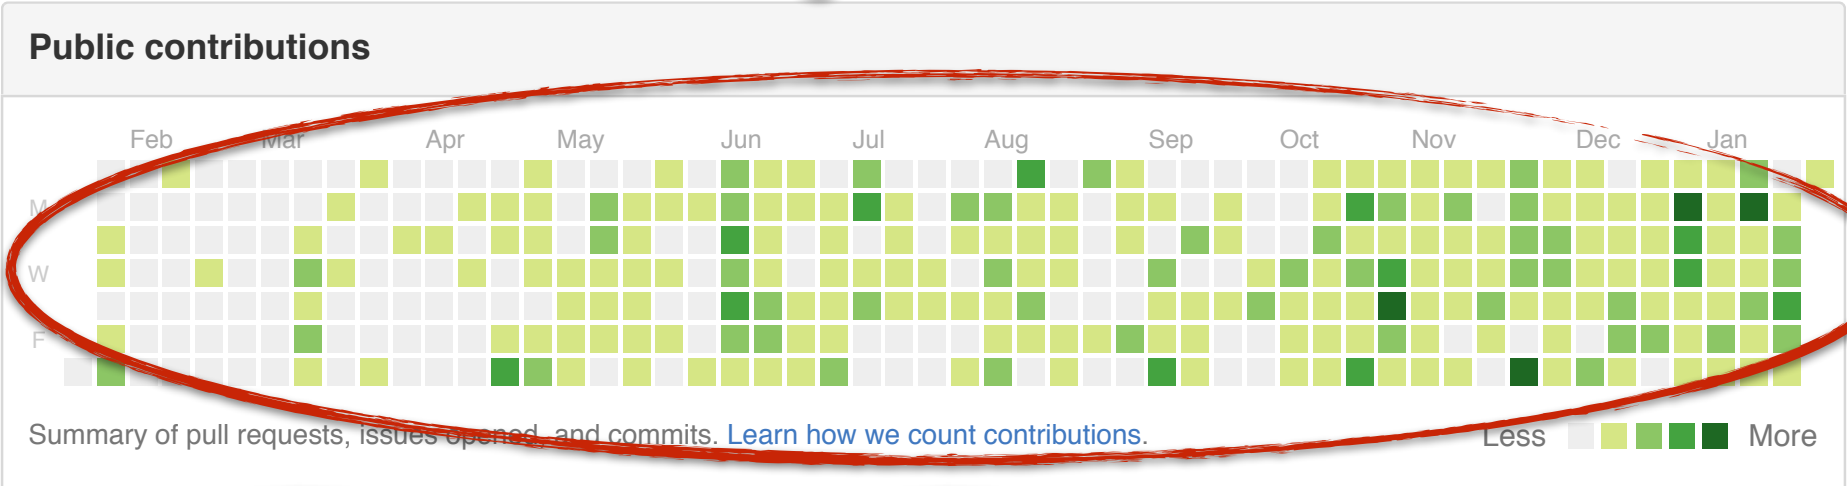 Public contributions
Feb Mar Apr May Jun Jul Aug Sep Oct Nov Dec Jan
M
W
F
Summary of pull requests, issues opened, and commits. Learn how we count contributions.
Less More